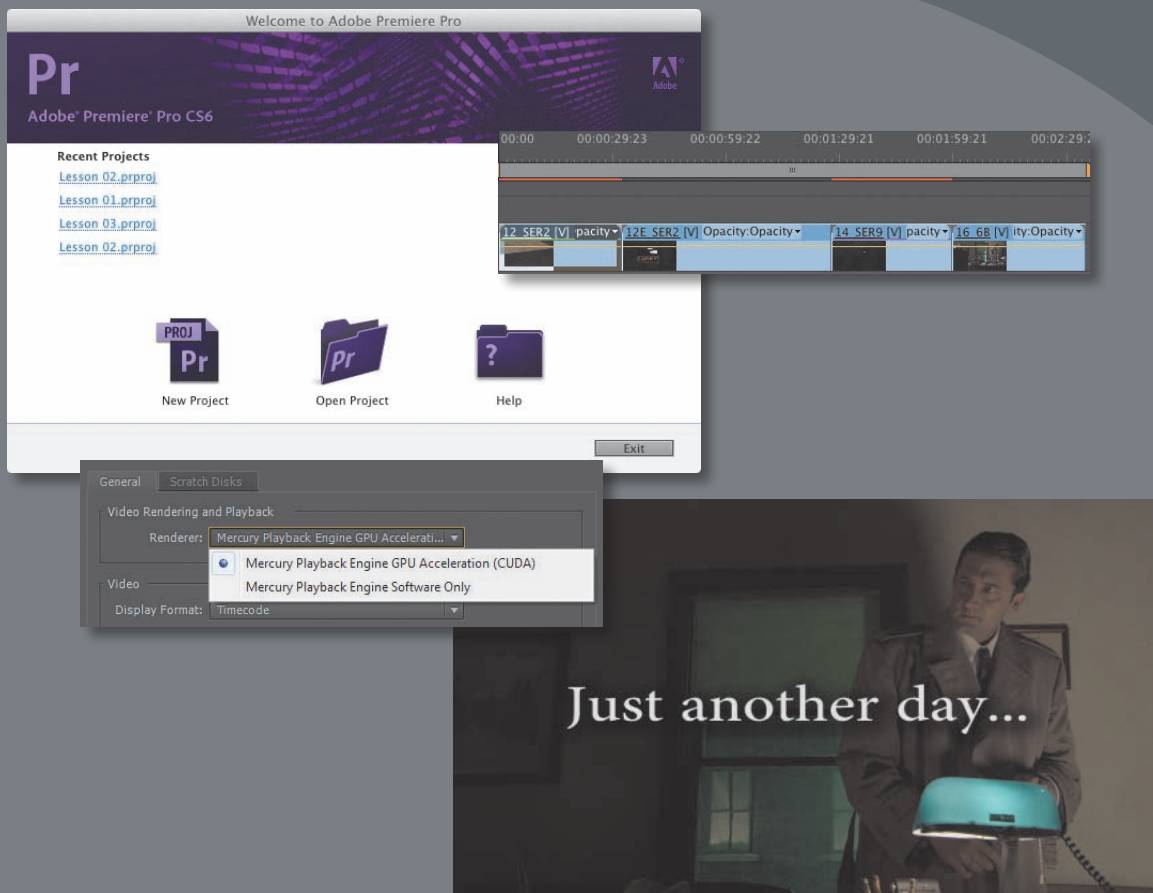 Welcome to Adobe Premiere Pro
Pr
Adobe® Premiere® Pro CS6
Adobe
Recent Projects
Lesson 02.prproj
Lesson 01.prproj
Lesson 03.prproj
Lesson 02.prproj
PROJ
Pr
Pr
?
New Project
Open Project
Help
Exit
00:00 00:00:29:23 00:00:59:22 00:01:29:21 00:01:59:21 00:02:29:2
12_SER2 [V] pacity 12E_SER2 [V] Opacity:Opacity 14_SER9 [V] pacity 16_6B [V] ity:Opacity
General Scratch Disks
Video Rendering and Playback
Renderer: Mercury Playback Engine GPU Accelerati...
Mercury Playback Engine GPU Acceleration (CUDA)
Mercury Playback Engine Software Only
Video
Display Format: Timecode
Just another day...